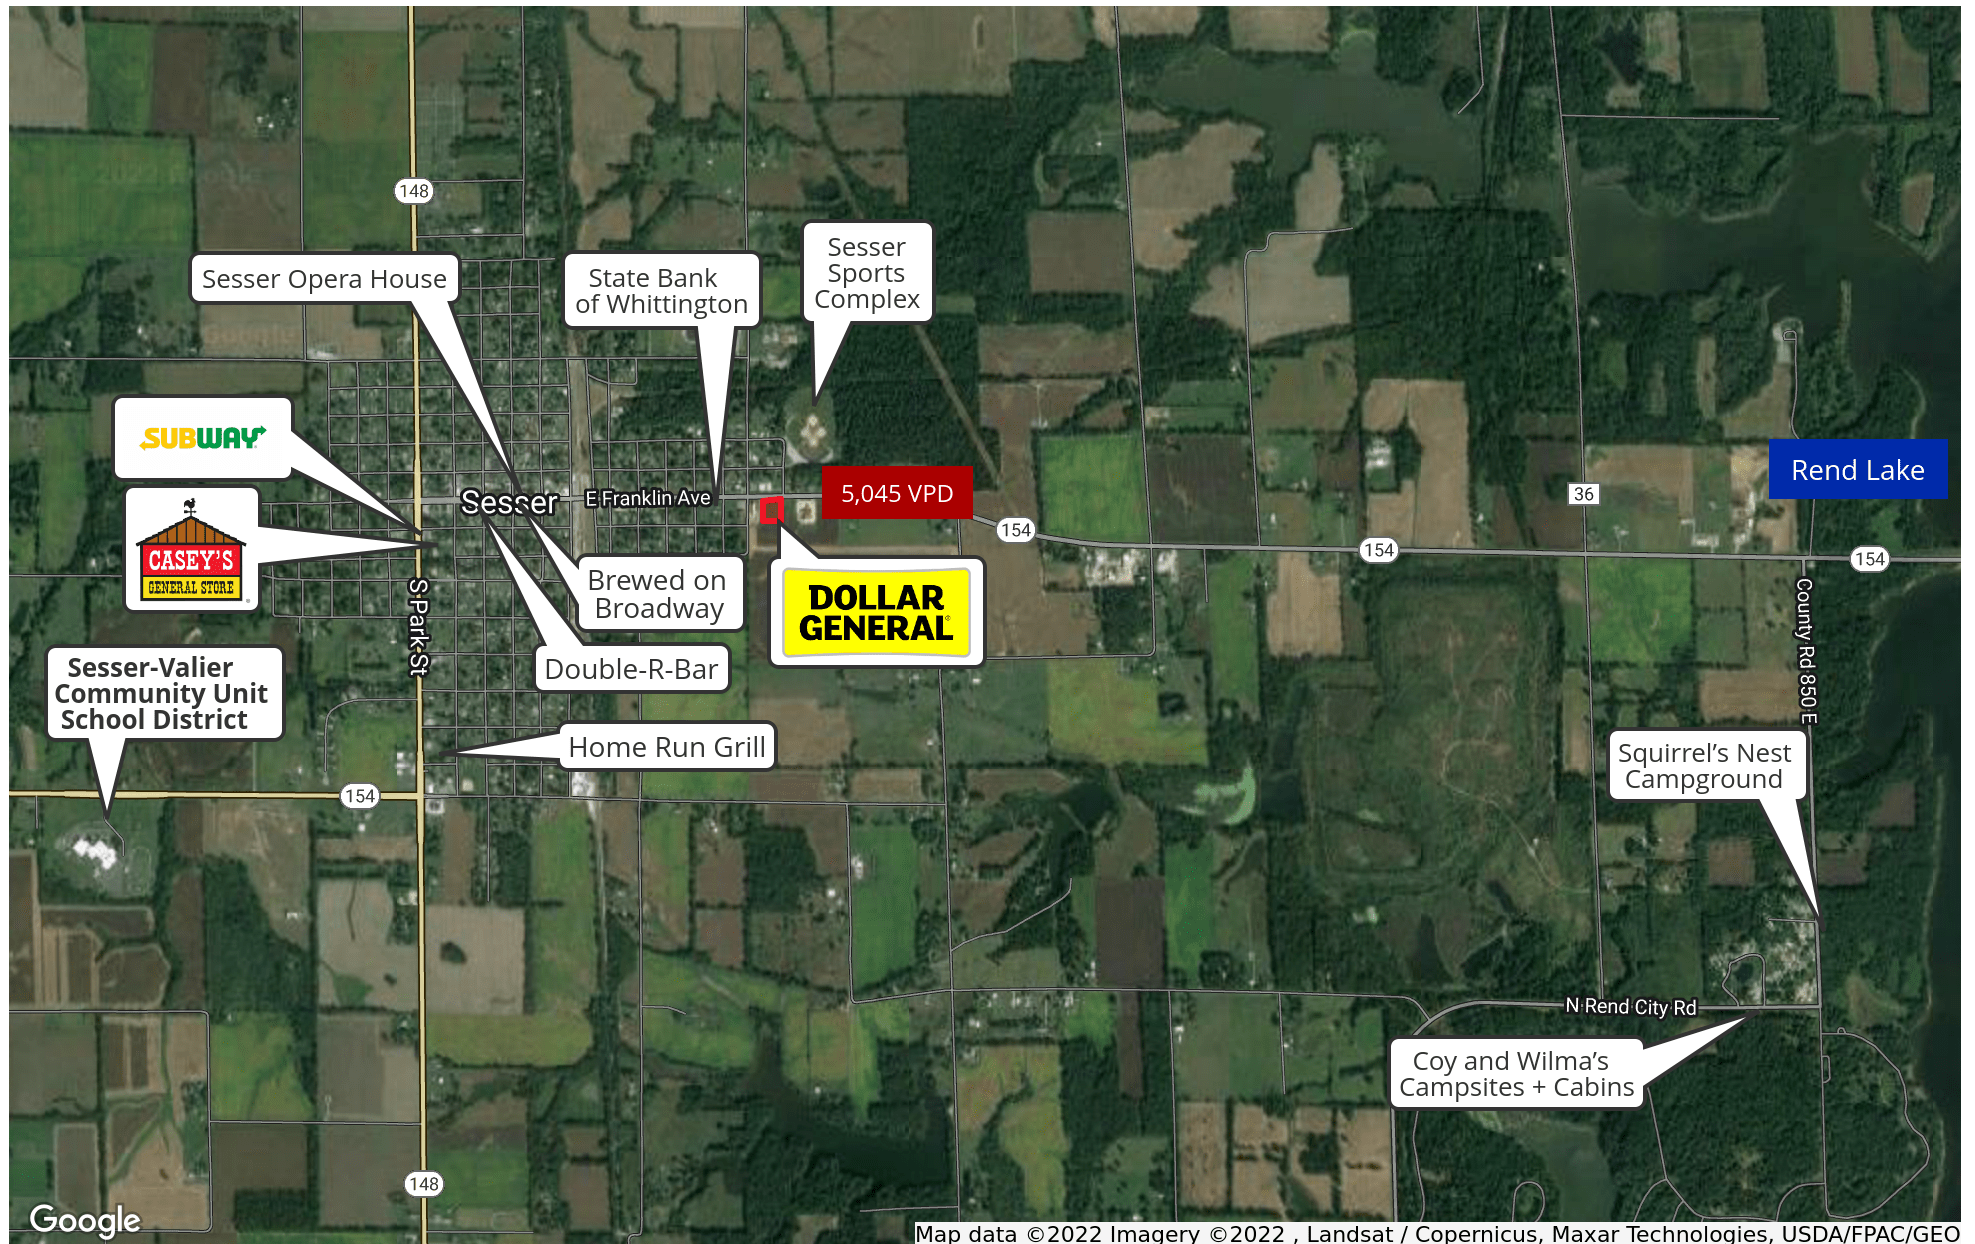 148
Sesser Opera House
State Bank
of Whittington
Sesser
Sports
Complex
SUBWAY
Rend Lake
5,045 VPD
36
Sesser
E Franklin Ave
154
154
154
CASEY'S
GENERAL STORE
Brewed on
Broadway
DOLLAR
GENERAL
S Park St
County Rd 850 E
Double-R-Bar
Sesser-Valier
Community Unit
School District
Home Run Grill
Squirrel’s Nest
Campground
154
N Rend City Rd
Coy and Wilma’s
Campsites + Cabins
148
Google
Map data ©2022 Imagery ©2022 , Landsat / Copernicus, Maxar Technologies, USDA/FPAC/GEO